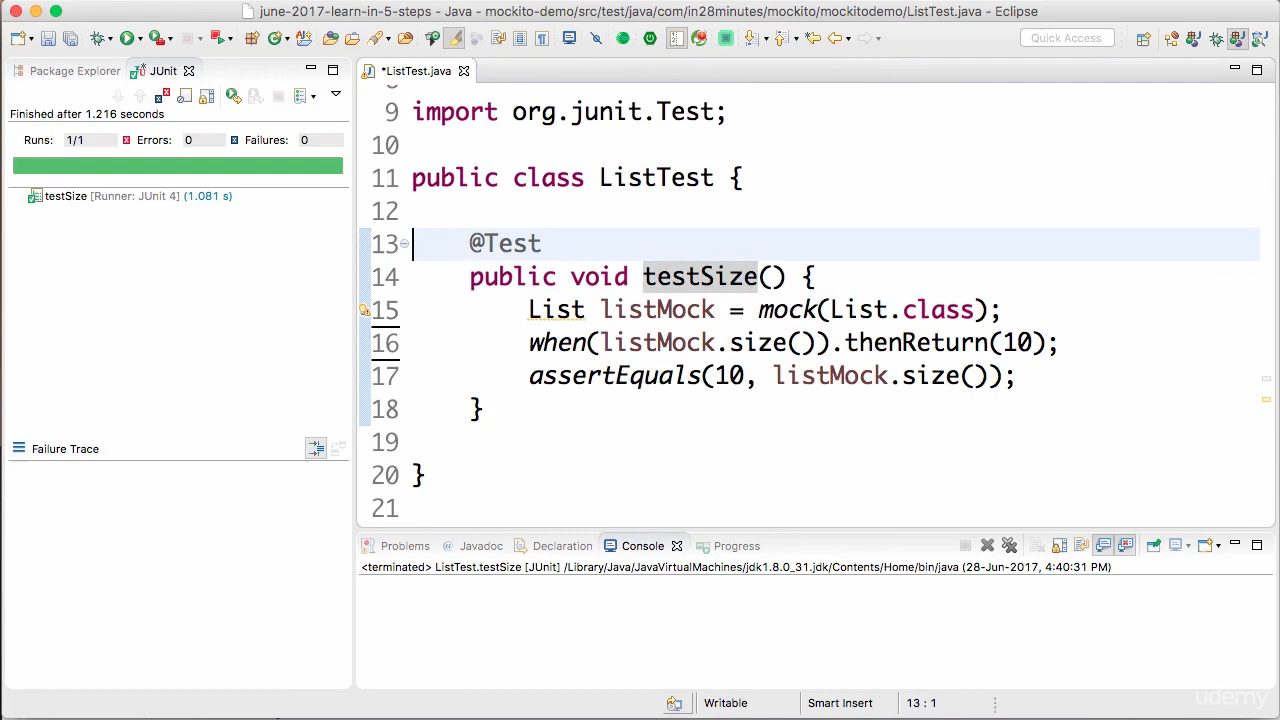 june-2017-learn-in-5-steps - Java - mockito-demo/src/test/java/com/in28minutes/mockito/mockitodemo/ListTest.java - Eclipse
Quick Access
Package Explorer JUnit
Finished after 1.216 seconds
Runs: 1/1 Errors: 0 Failures: 0
testSize [Runner: JUnit 4] (1.081 s)
Failure Trace
*ListTest.java
9 import org.junit.Test;
10
11 public class ListTest {
12
13 @Test
14 public void testSize() {
15 List listMock = mock(List.class);
16 when(listMock.size()).thenReturn(10);
17 assertEquals(10, listMock.size());
18 }
19
20 }
21
Problems @ Javadoc Declaration Console Progress
<terminated> ListTest.testSize [JUnit] /Library/Java/JavaVirtualMachines/jdk1.8.0_31.jdk/Contents/Home/bin/java (28-Jun-2017, 4:40:31 PM)
Writable Smart Insert 13 : 1
udemy